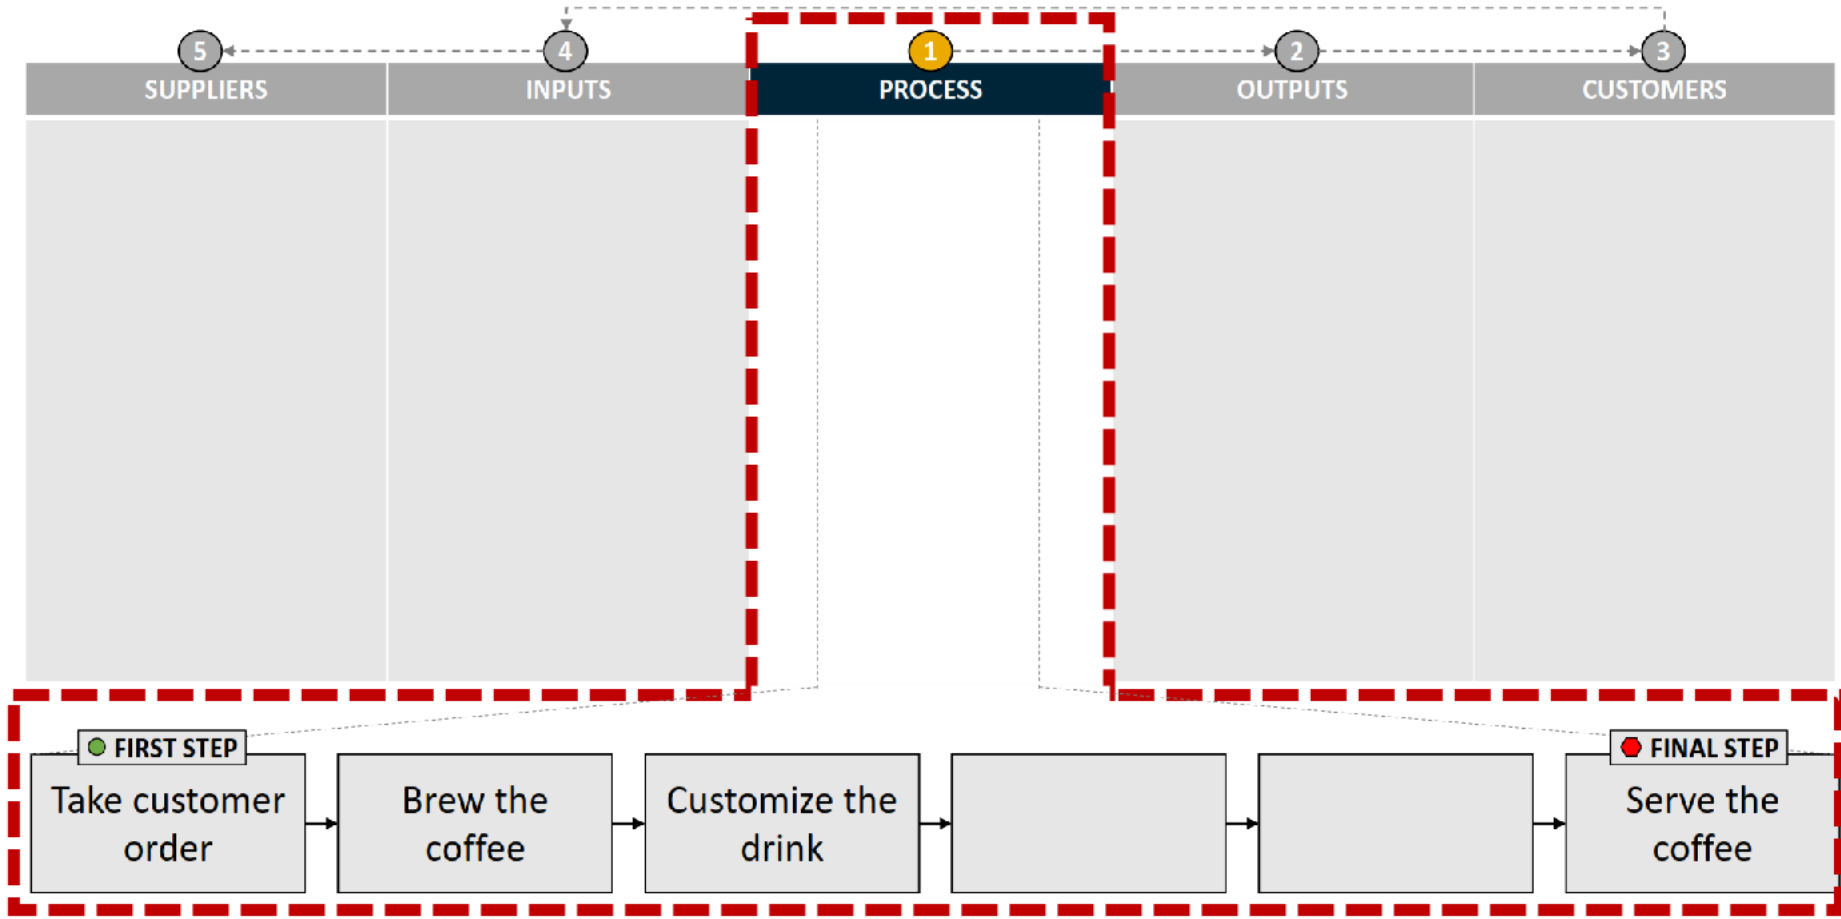 5
4
1
2
3
SUPPLIERS
INPUTS
PROCESS
OUTPUTS
CUSTOMERS
FIRST STEP
Take customer
order
Brew the
coffee
Customize the
drink
FINAL STEP
Serve the
coffee